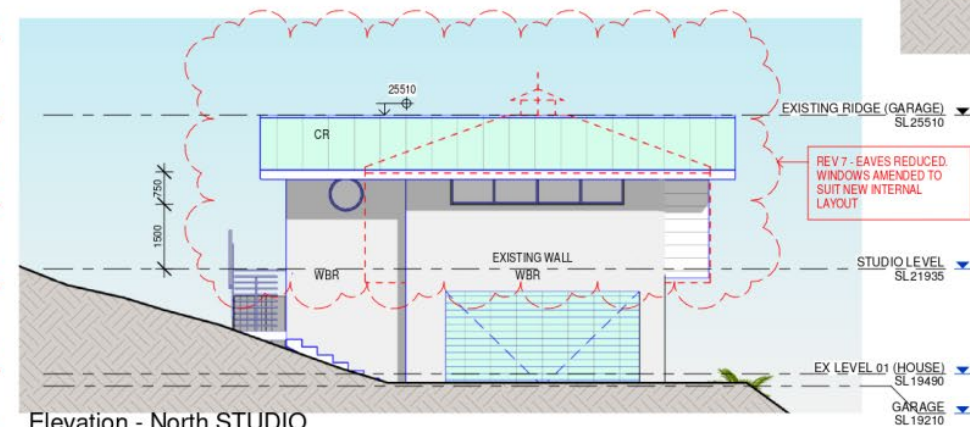 25510
EXISTING RIDGE (GARAGE)
SL25510
CR
REV 7 - EAVES REDUCED.
WINDOWS AMENDED TO
SUIT NEW INTERNAL
LAYOUT
750
1500
EXISTING WALL
WBR
WBR
STUDIO LEVEL
SL21935
EX LEVEL 01 (HOUSE)
SL19490
GARAGE
SL19210
Elevation - North STUDIO